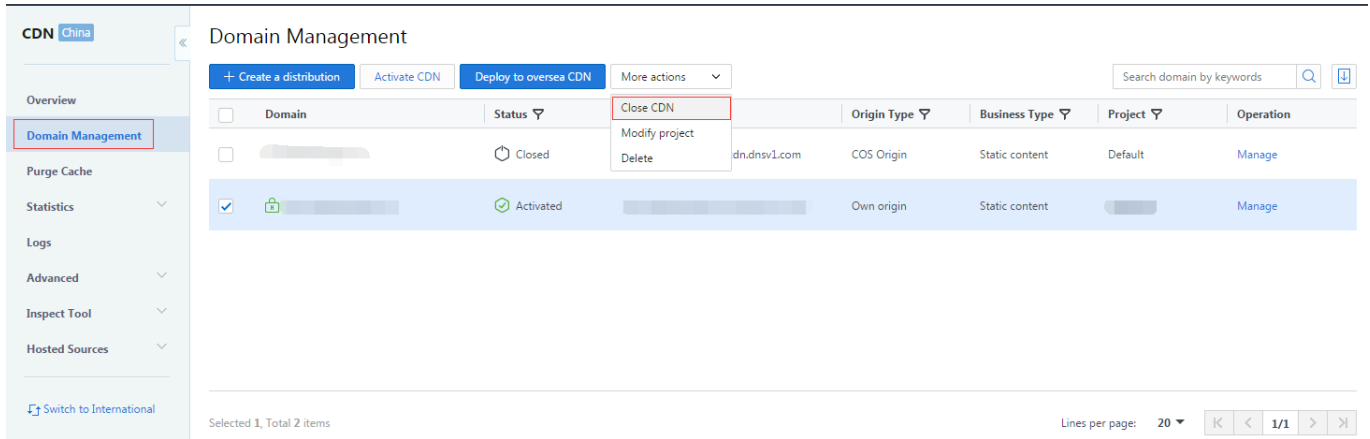 CDN China
«
Domain Management
+ Create a distribution Activate CDN Deploy to oversea CDN More actions Search domain by keywords
Overview
Domain Management
Purge Cache
Statistics
Logs
Advanced
Inspect Tool
Hosted Sources
Switch to International
Domain Status Origin Type Business Type Project Operation
Close CDN
Modify project
Delete
Closed cdn.dnsv1.com COS Origin Static content Default Manage
Activated Own origin Static content Manage
Selected 1, Total 2 items Lines per page: 20 1/1